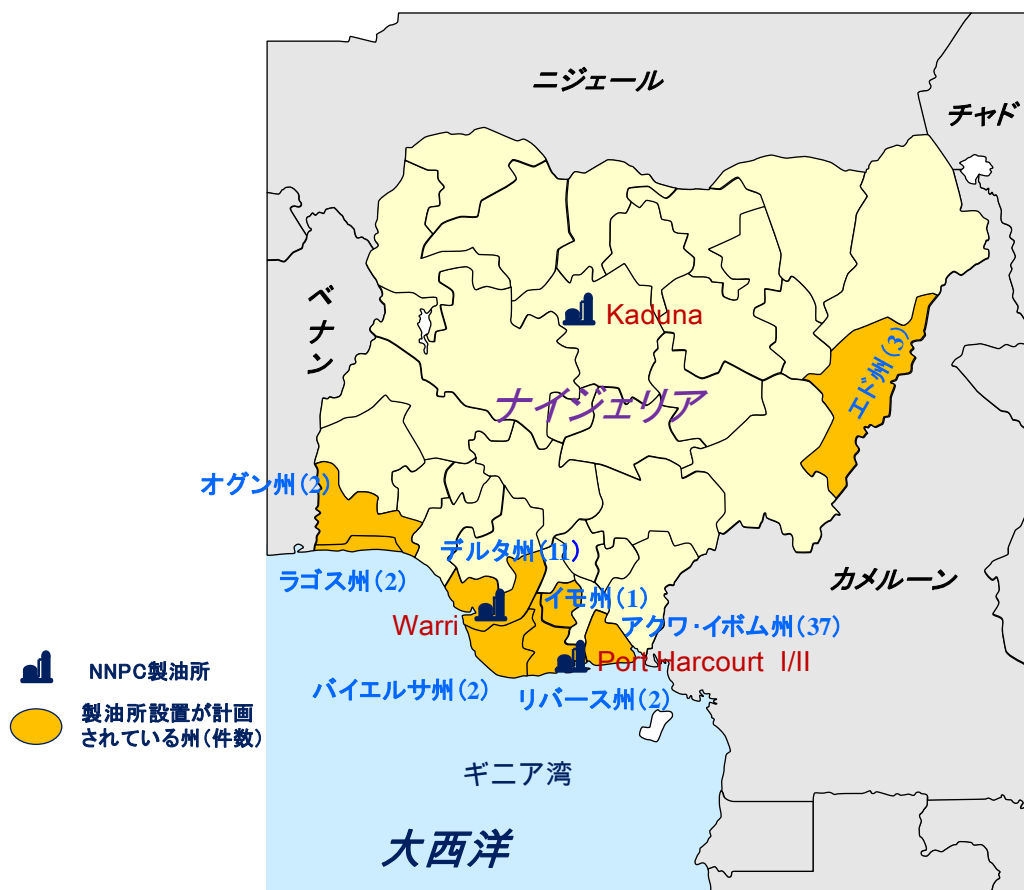 ニジェール
チャド
ベナン
Kaduna
エド州(3)
ナイジェリア
オグン州(2)
デルタ州(11)
ラゴス州(2)
カメルーン
イモ州(1)
Warri
アクワ・イボム州(37)
Port Harcourt I/II
NNPC製油所
バイエルサ州(2)
リバース州(2)
製油所設置が計画
されている州(件数)
ギニア湾
大西洋